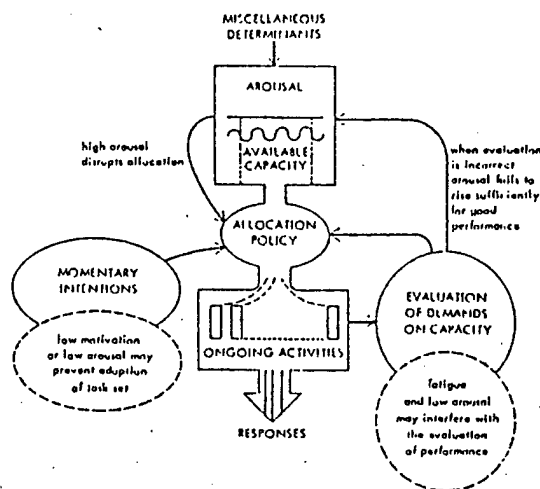 MISCELLANEOUS
DETERMINANTS
AROUSAL
AVAILABLE
CAPACITY
high arousal
disrupts allocation
when evaluation
is incorrect
arousal fails to
rise sufficiently
for good
performance
ALLOCATION
POLICY
MOMENTARY
INTENTIONS
low motivation
or low arousal may
prevent adoption
of task set
ONGOING ACTIVITIES
EVALUATION
OF DEMANDS
ON CAPACITY
fatigue
and low arousal
may interfere with
the evaluation
of performance
RESPONSES